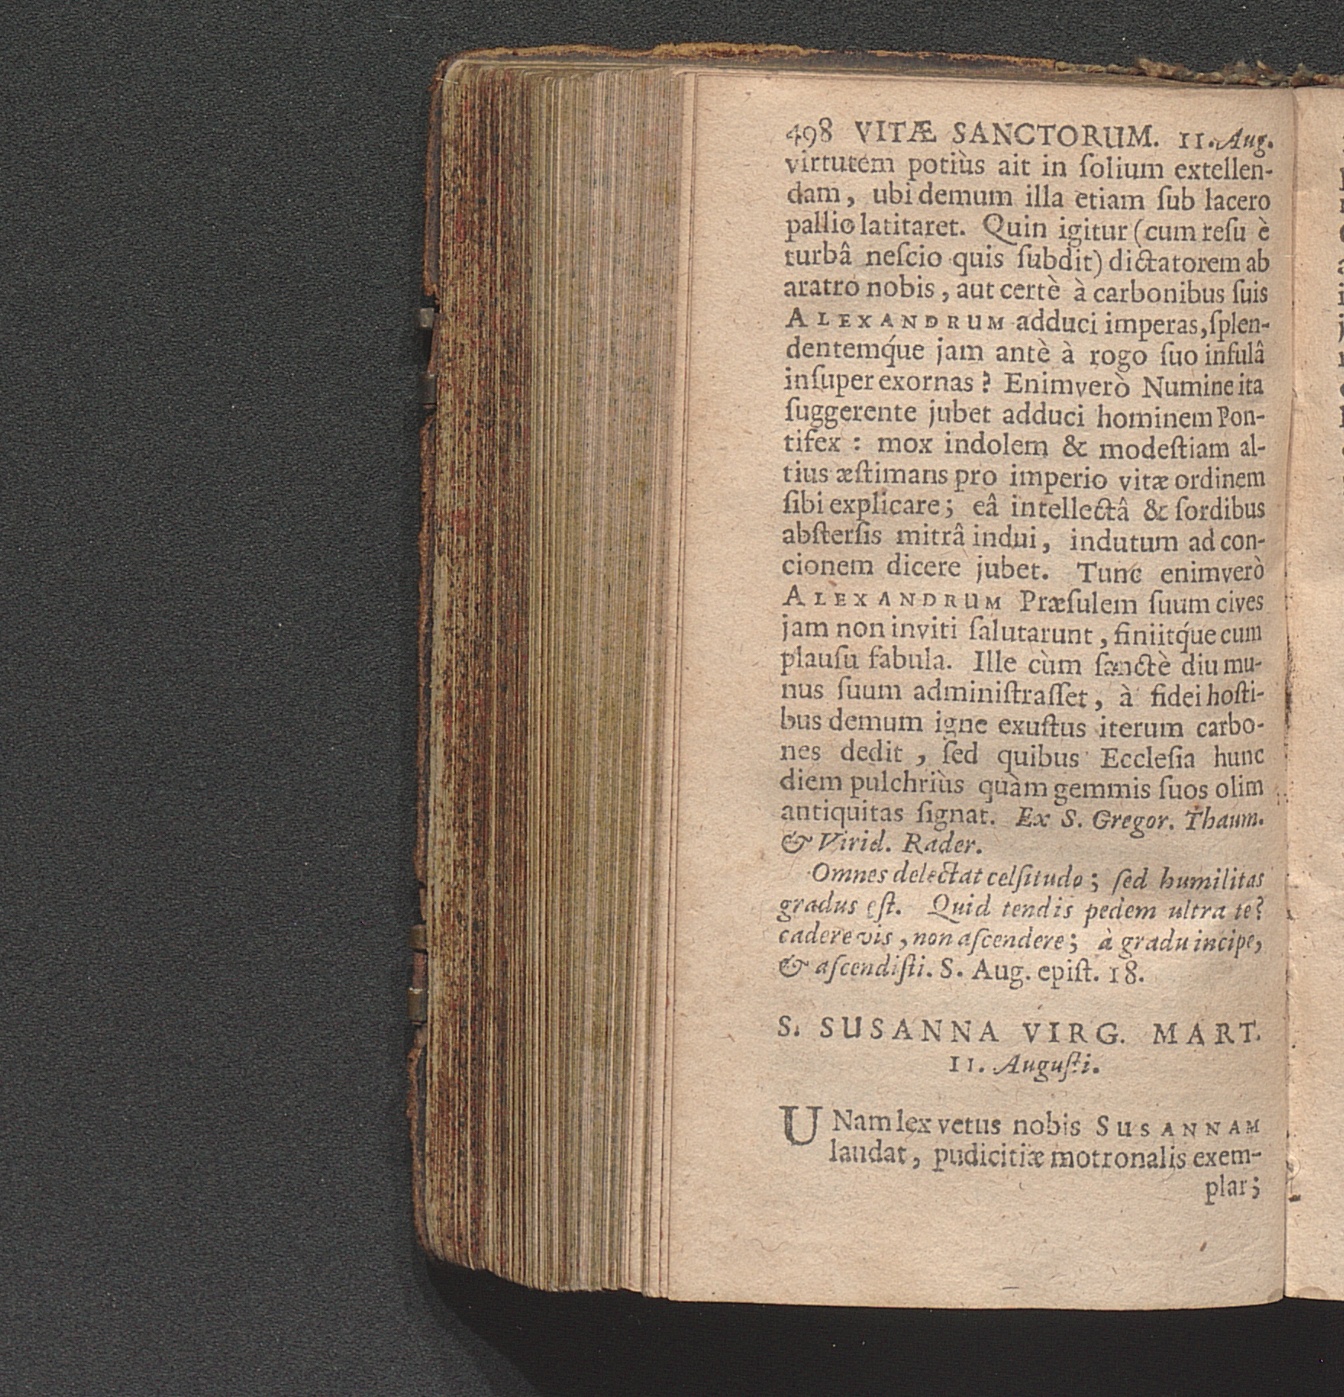 498 VITÆ SANCTORUM. 11. Aug.
virtutem potiùs ait in ſolium extellen-
dam, ubi demum illa etiam ſub lacero
pallio latitaret. Quin igitur (cum reſu è
turbâ neſcio quis ſubdit) dictatorem ab
aratro nobis, aut certè à carbonibus ſuis
ALEXANDRUM adduci imperas, ſplen-
dentemq́ue jam antè à rogo ſuo infulâ
inſuper exornas? Enimverò Numine ita
ſuggerente jubet adduci hominem Pon-
tifex: mox indolem & modeſtiam al-
tius æſtimans pro imperio vitæ ordinem
ſibi explicare; eâ intellectâ & ſordibus
abſterſis mitrâ indui, indutum ad con-
cionem dicere jubet. Tunc enimverò
ALEXANDRUM Præſulem ſuum cives
jam non inviti ſalutarunt, finiitq́ue cum
plauſu fabula. Ille cùm ſanctè diu mu-
nus ſuum adminiſtraſſet, à fidei hoſti-
bus demum igne exuſtus iterum carbo-
nes dedit, ſed quibus Eccleſia hunc
diem pulchriùs quàm gemmis ſuos olim
antiquitas ſignat. Ex S. Gregor. Thaum.
& Virid. Rader.
Omnes delectat celſitudo; ſed humilitas
gradus eſt. Quid tendis pedem ultra te?
cadere vis, non aſcendere; à gradu incipe,
& aſcendiſti. S. Aug. epiſt. 18.
S. SUSANNA VIRG. MART.
11. Auguſti.
UNam lex vetus nobis SUSANNAM
laudat, pudicitiæ motronalis exem-
plar;